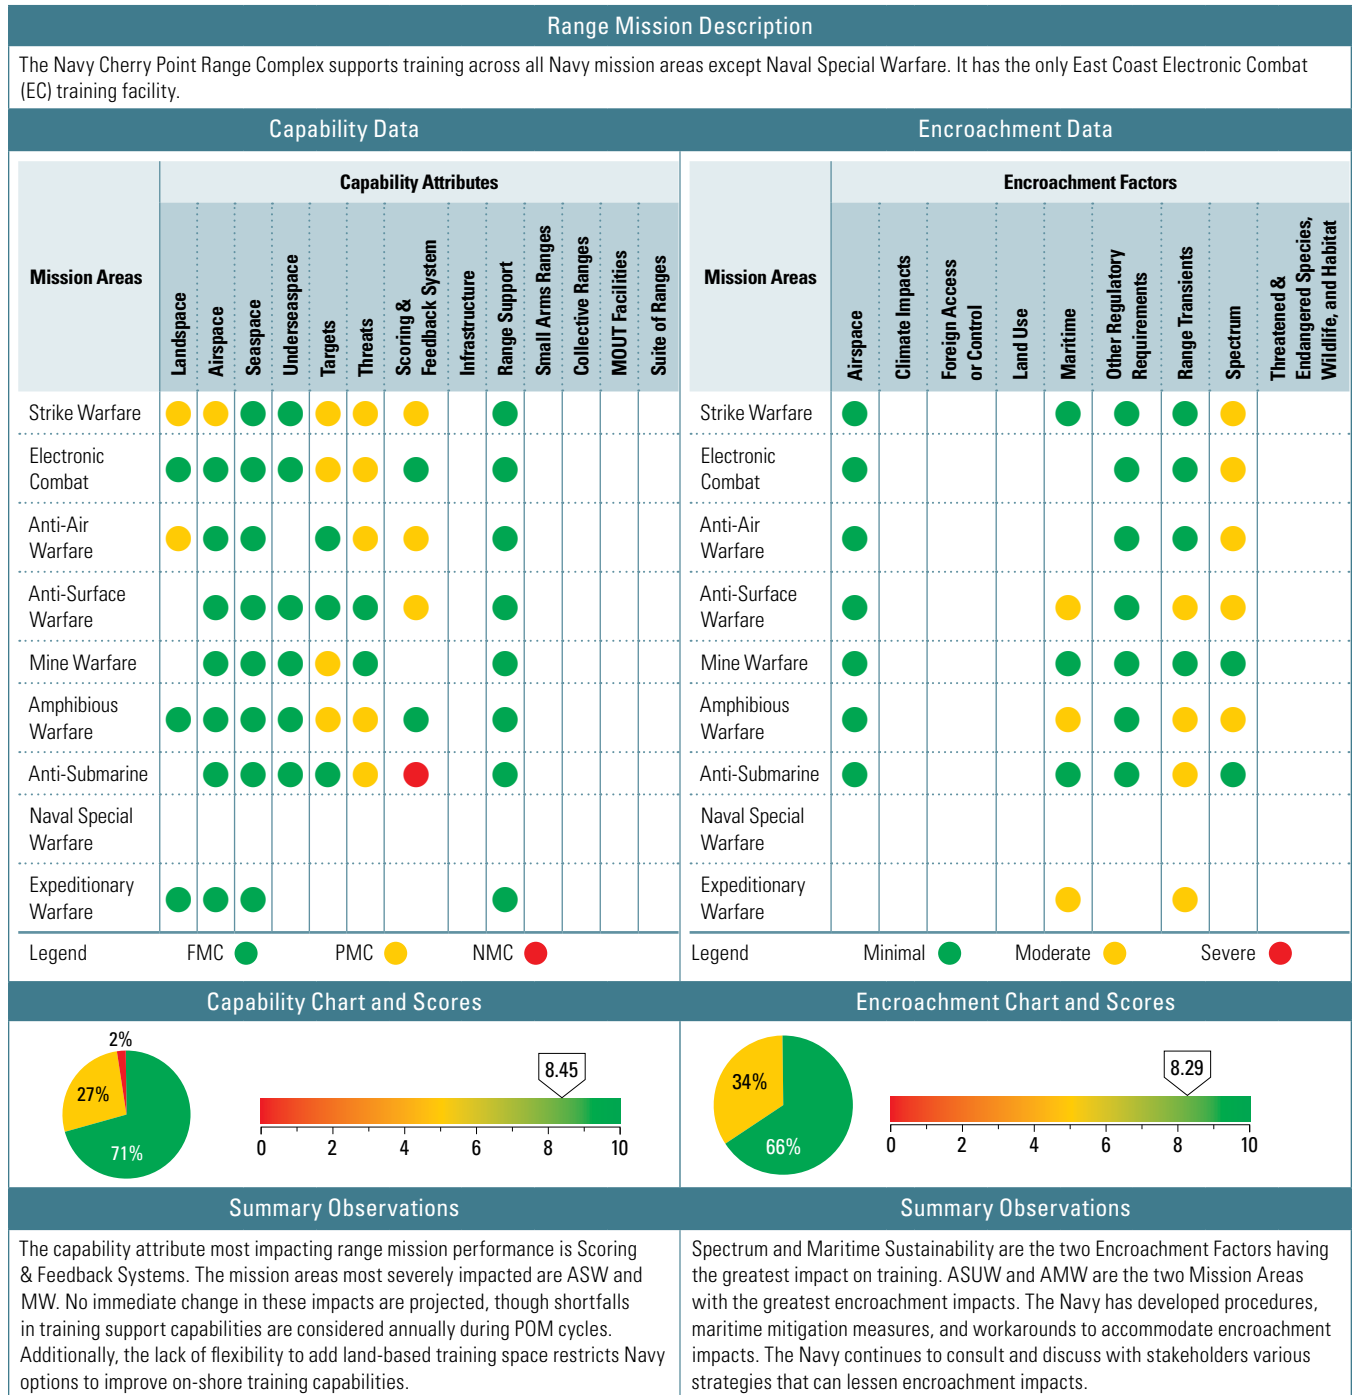 Range Mission Description
The Navy Cherry Point Range Complex supports training across all Navy mission areas except Naval Special Warfare. It has the only East Coast Electronic Combat
(EC) training facility.
Capability Data
Mission Areas
Capability Attributes
Landspace
Airspace
Seaspace
Underseaspace
Targets
Threats
Scoring &
Feedback System
Infrastructure
Range Support
Small Arms Ranges
Collective Ranges
MOUT Facilities
Suite of Ranges
Strike Warfare
Electronic
Combat
Anti-Air
Warfare
Anti-Surface
Warfare
Mine Warfare
Amphibious
Warfare
Anti-Submarine
Naval Special
Warfare
Expeditionary
Warfare
Legend FMC PMC NMC
Encroachment Data
Mission Areas
Encroachment Factors
Airspace
Climate Impacts
Foreign Access
or Control
Land Use
Maritime
Other Regulatory
Requirements
Range Transients
Spectrum
Threatened &
Endangered Species,
Wildlife, and Habitat
Strike Warfare
Electronic
Combat
Anti-Air
Warfare
Anti-Surface
Warfare
Mine Warfare
Amphibious
Warfare
Anti-Submarine
Naval Special
Warfare
Expeditionary
Warfare
Legend Minimal Moderate Severe
Capability Chart and Scores
2%
27%
71%
8.45
0 2 4 6 8 10
Encroachment Chart and Scores
34%
66%
8.29
0 2 4 6 8 10
Summary Observations
The capability attribute most impacting range mission performance is Scoring
& Feedback Systems. The mission areas most severely impacted are ASW and
MW. No immediate change in these impacts are projected, though shortfalls
in training support capabilities are considered annually during POM cycles.
Additionally, the lack of flexibility to add land-based training space restricts Navy
options to improve on-shore training capabilities.
Summary Observations
Spectrum and Maritime Sustainability are the two Encroachment Factors having
the greatest impact on training. ASUW and AMW are the two Mission Areas
with the greatest encroachment impacts. The Navy has developed procedures,
maritime mitigation measures, and workarounds to accommodate encroachment
impacts. The Navy continues to consult and discuss with stakeholders various
strategies that can lessen encroachment impacts.